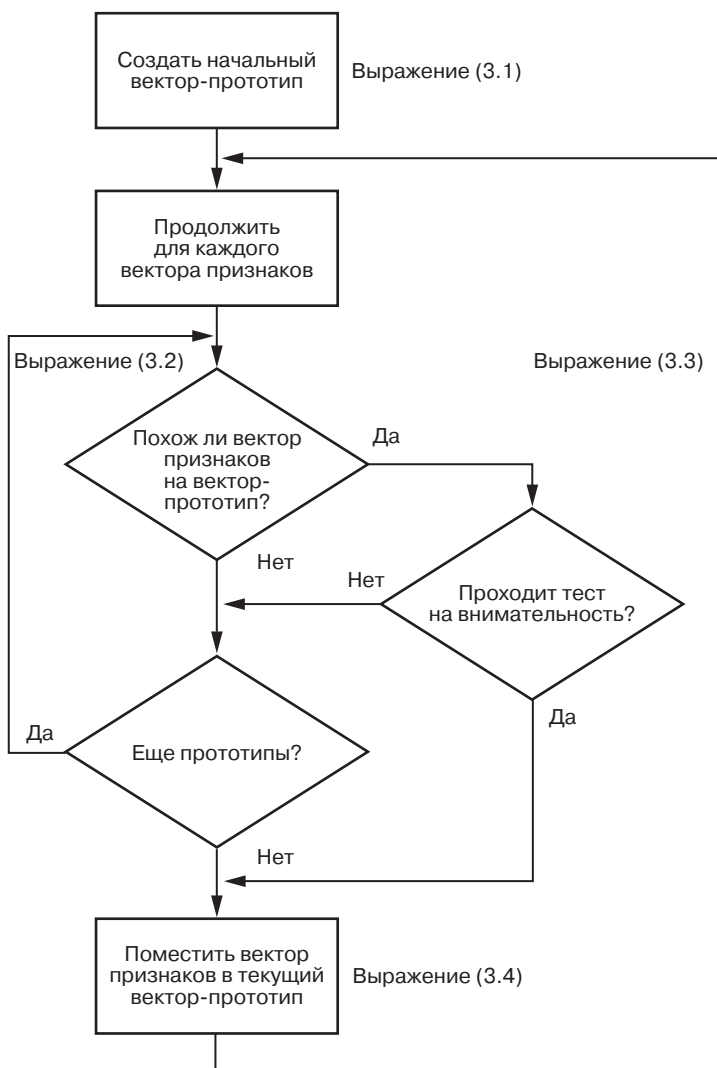 Создать начальный
вектор-прототип
Выражение (3.1)
Продолжить
для каждого
вектора признаков
Выражение (3.2)
Выражение (3.3)
Похож ли вектор
признаков
на вектор-
прототип?
Да
Нет
Нет
Проходит тест
на внимательность?
Да
Да
Еще прототипы?
Нет
Поместить вектор
признаков в текущий
вектор-прототип
Выражение (3.4)